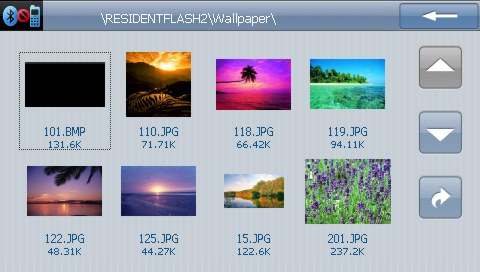 \RESIDENTFLASH2\Wallpaper\
101.BMP
131.6K
110.JPG
71.71K
118.JPG
66.42K
119.JPG
94.11K
122.JPG
48.31K
125.JPG
44.27K
15.JPG
122.6K
201.JPG
237.2K